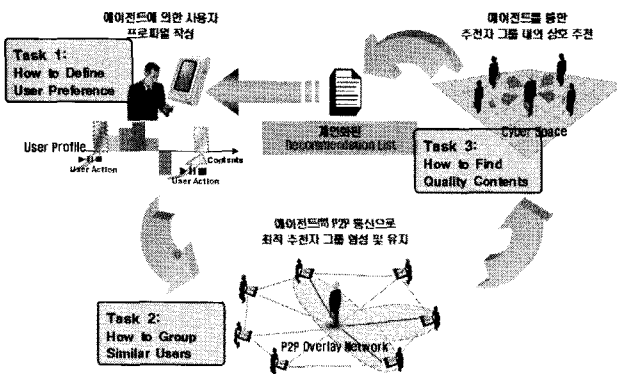 에이전트에 의한 사용자
프로파일 작성
Task 1:
How to Define
User Preference
User Profile
User Action
Contents
User Action
에이전트를 통한
추천자 그룹 내의 상호 추천
Cyber Space
개인화된
Recommendation List
Task 3:
How to Find
Quality Contents
에이전트間 P2P 통신으로
최적 추천자 그룹 형성 및 유지
Task 2:
How to Group
Similar Users
P2P Overlay Network